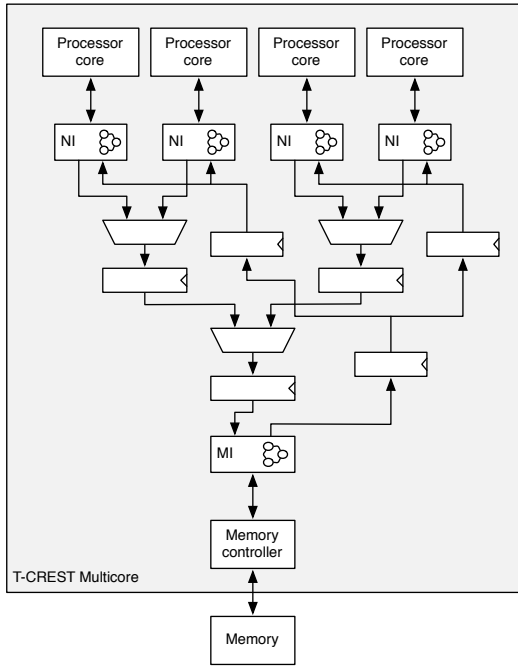 Processor
core
Processor
core
Processor
core
Processor
core
NI
NI
NI
NI
MI
Memory
controller
T-CREST Multicore
Memory